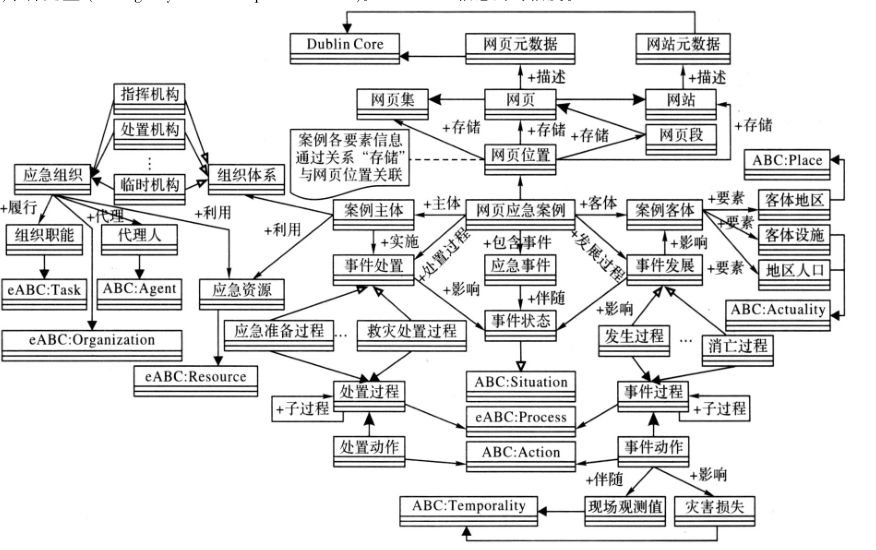 Dublin Core
网页元数据
网站元数据
+描述
+描述
指挥机构
网页集
网页
网站
处置机构
+存储
+存储
+存储
网页段
+存储
案例各要素信息
通过关系“存储”
与网页位置关联
网页位置
ABC:Place
⋮
应急组织
临时机构
组织体系
+履行
+代理
+利用
案例主体
+主体
网页应急案例
+客体
案例客体
+要素
客体地区
+利用
+要素
组织职能
代理人
+实施
+处置过程
+包含事件
+发展过程
+影响
客体设施
eABC:Task
ABC:Agent
应急资源
事件处置
应急事件
事件发展
+要素
地区人口
+影响
+伴随
+影响
ABC:Actuality
eABC:Organization
应急准备过程
...
救灾处置过程
事件状态
发生过程
...
消亡过程
eABC:Resource
ABC:Situation
处置过程
事件过程
+子过程
eABC:Process
+子过程
处置动作
ABC:Action
事件动作
+伴随
+影响
ABC:Temporality
现场观测值
灾害损失